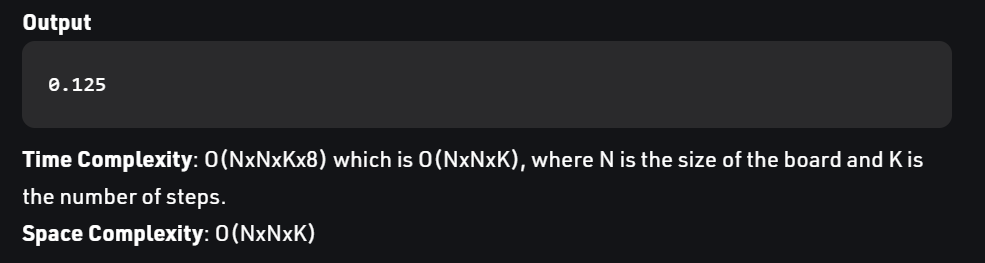 Output
0.125
Time Complexity: O(NxNxKx8) which is O(NxNxK), where N is the size of the board and K is
the number of steps.
Space Complexity: O(NxNxK)